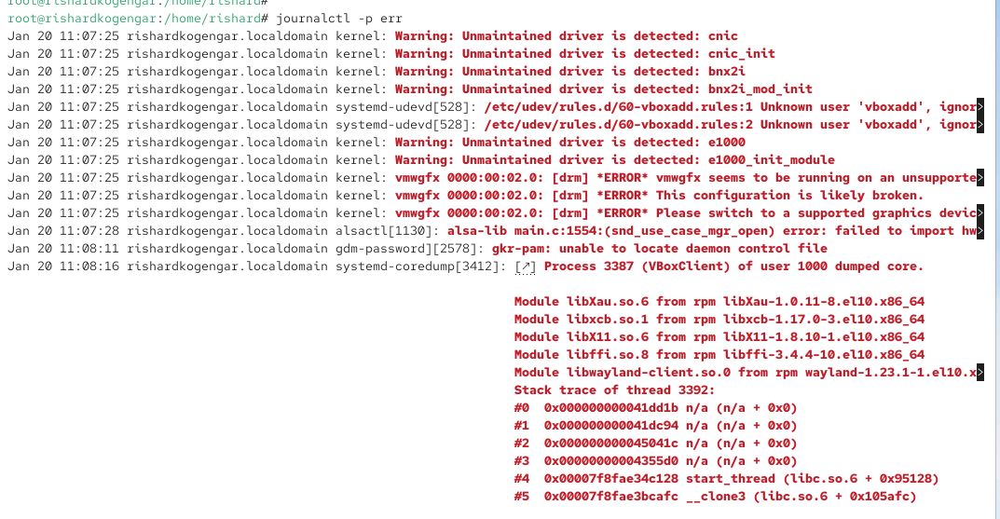 root@rishardkogengar:/home/rishard#
root@rishardkogengar:/home/rishard# journalctl -p err
Jan 20 11:07:25 rishardkogengar.localdomain kernel: Warning: Unmaintained driver is detected: cnic
Jan 20 11:07:25 rishardkogengar.localdomain kernel: Warning: Unmaintained driver is detected: cnic_init
Jan 20 11:07:25 rishardkogengar.localdomain kernel: Warning: Unmaintained driver is detected: bnx2i
Jan 20 11:07:25 rishardkogengar.localdomain kernel: Warning: Unmaintained driver is detected: bnx2i_mod_init
Jan 20 11:07:25 rishardkogengar.localdomain systemd-udevd[528]: /etc/udev/rules.d/60-vboxadd.rules:1 Unknown user 'vboxadd', ignor>
Jan 20 11:07:25 rishardkogengar.localdomain systemd-udevd[528]: /etc/udev/rules.d/60-vboxadd.rules:2 Unknown user 'vboxadd', ignor>
Jan 20 11:07:25 rishardkogengar.localdomain kernel: Warning: Unmaintained driver is detected: e1000
Jan 20 11:07:25 rishardkogengar.localdomain kernel: Warning: Unmaintained driver is detected: e1000_init_module
Jan 20 11:07:25 rishardkogengar.localdomain kernel: vmwgfx 0000:00:02.0: [drm] *ERROR* vmwgfx seems to be running on an unsupporte>
Jan 20 11:07:25 rishardkogengar.localdomain kernel: vmwgfx 0000:00:02.0: [drm] *ERROR* This configuration is likely broken.
Jan 20 11:07:25 rishardkogengar.localdomain kernel: vmwgfx 0000:00:02.0: [drm] *ERROR* Please switch to a supported graphics devic>
Jan 20 11:07:28 rishardkogengar.localdomain alsactl[1130]: alsa-lib main.c:1554:(snd_use_case_mgr_open) error: failed to import hw>
Jan 20 11:08:11 rishardkogengar.localdomain gdm-password][2578]: gkr-pam: unable to locate daemon control file
Jan 20 11:08:16 rishardkogengar.localdomain systemd-coredump[3412]: [↗] Process 3387 (VBoxClient) of user 1000 dumped core.
Module libXau.so.6 from rpm libXau-1.0.11-8.el10.x86_64
Module libxcb.so.1 from rpm libxcb-1.17.0-3.el10.x86_64
Module libX11.so.6 from rpm libX11-1.8.10-1.el10.x86_64
Module libffi.so.8 from rpm libffi-3.4.4-10.el10.x86_64
Module libwayland-client.so.0 from rpm wayland-1.23.1-1.el10.x>
Stack trace of thread 3392:
#0  0x000000000041dd1b n/a (n/a + 0x0)
#1  0x000000000041dc94 n/a (n/a + 0x0)
#2  0x000000000045041c n/a (n/a + 0x0)
#3  0x00000000004355d0 n/a (n/a + 0x0)
#4  0x00007f8fae34c128 start_thread (libc.so.6 + 0x95128)
#5  0x00007f8fae3bcafc __clone3 (libc.so.6 + 0x105afc)